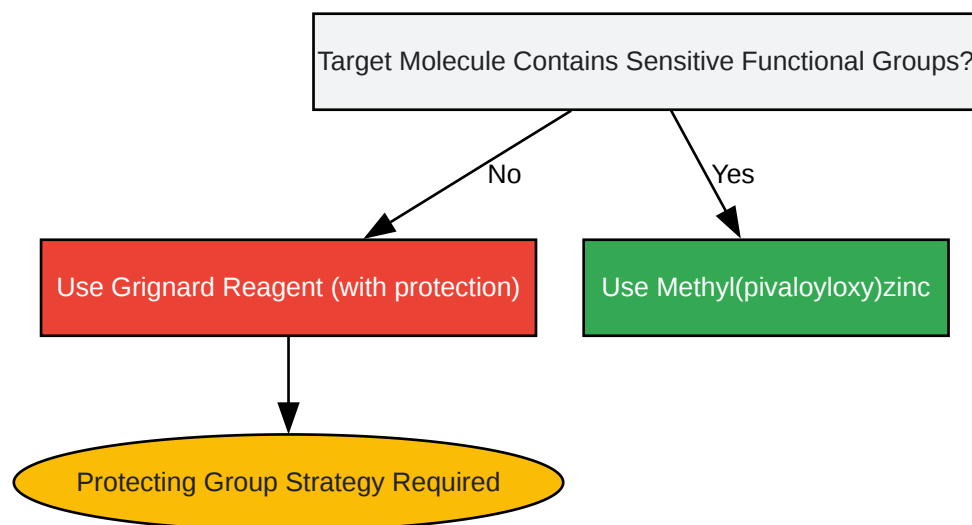 Target Molecule Contains Sensitive Functional Groups?
No
Yes
Use Grignard Reagent (with protection)
Use Methyl(pivaloyloxy)zinc
Protecting Group Strategy Required